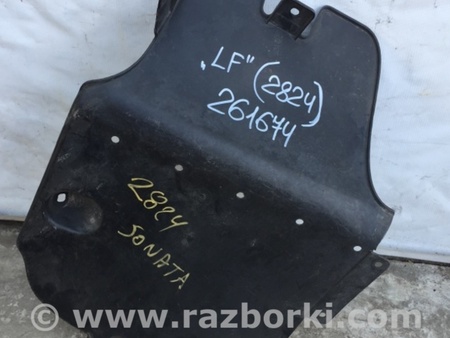 „LF" (2824)
261674
2824
SONATA
www.razborki.com